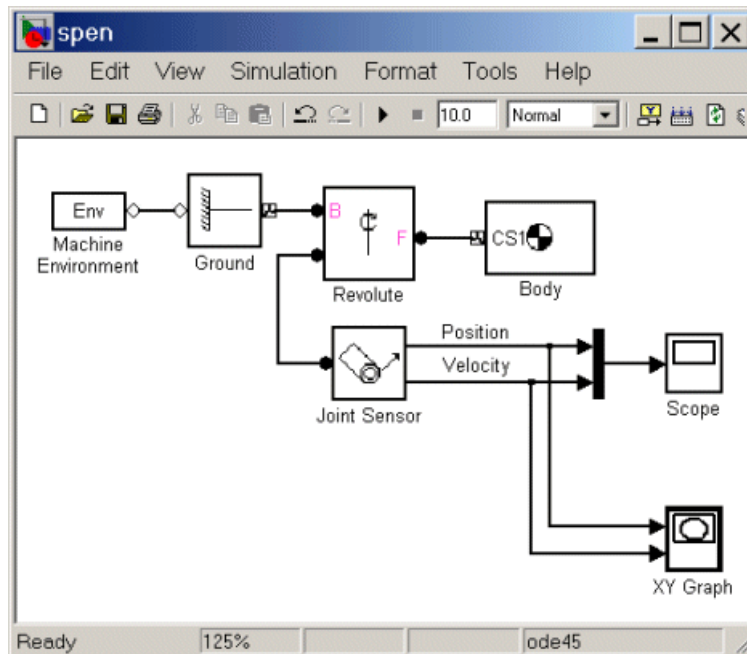 spen
File Edit View Simulation Format Tools Help
10.0 Normal
Env
Machine
Environment
Ground
B
F
Revolute
CS1
Body
Position
Velocity
Joint Sensor
Scope
XY Graph
Ready 125% ode45